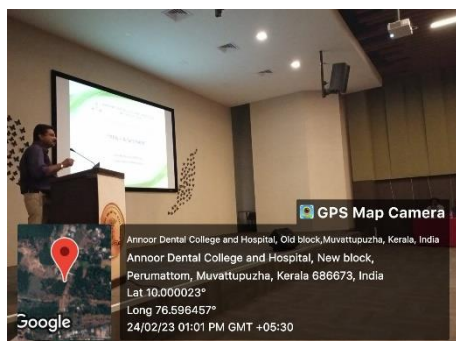 GPS Map Camera
Annoor Dental College and Hospital, Old block,Muvattupuzha, Kerala, India
Annoor Dental College and Hospital, New block,
Perumattom, Muvattupuzha, Kerala 686673, India
Lat 10.000023°
Long 76.596457°
24/02/23 01:01 PM GMT +05:30
Google